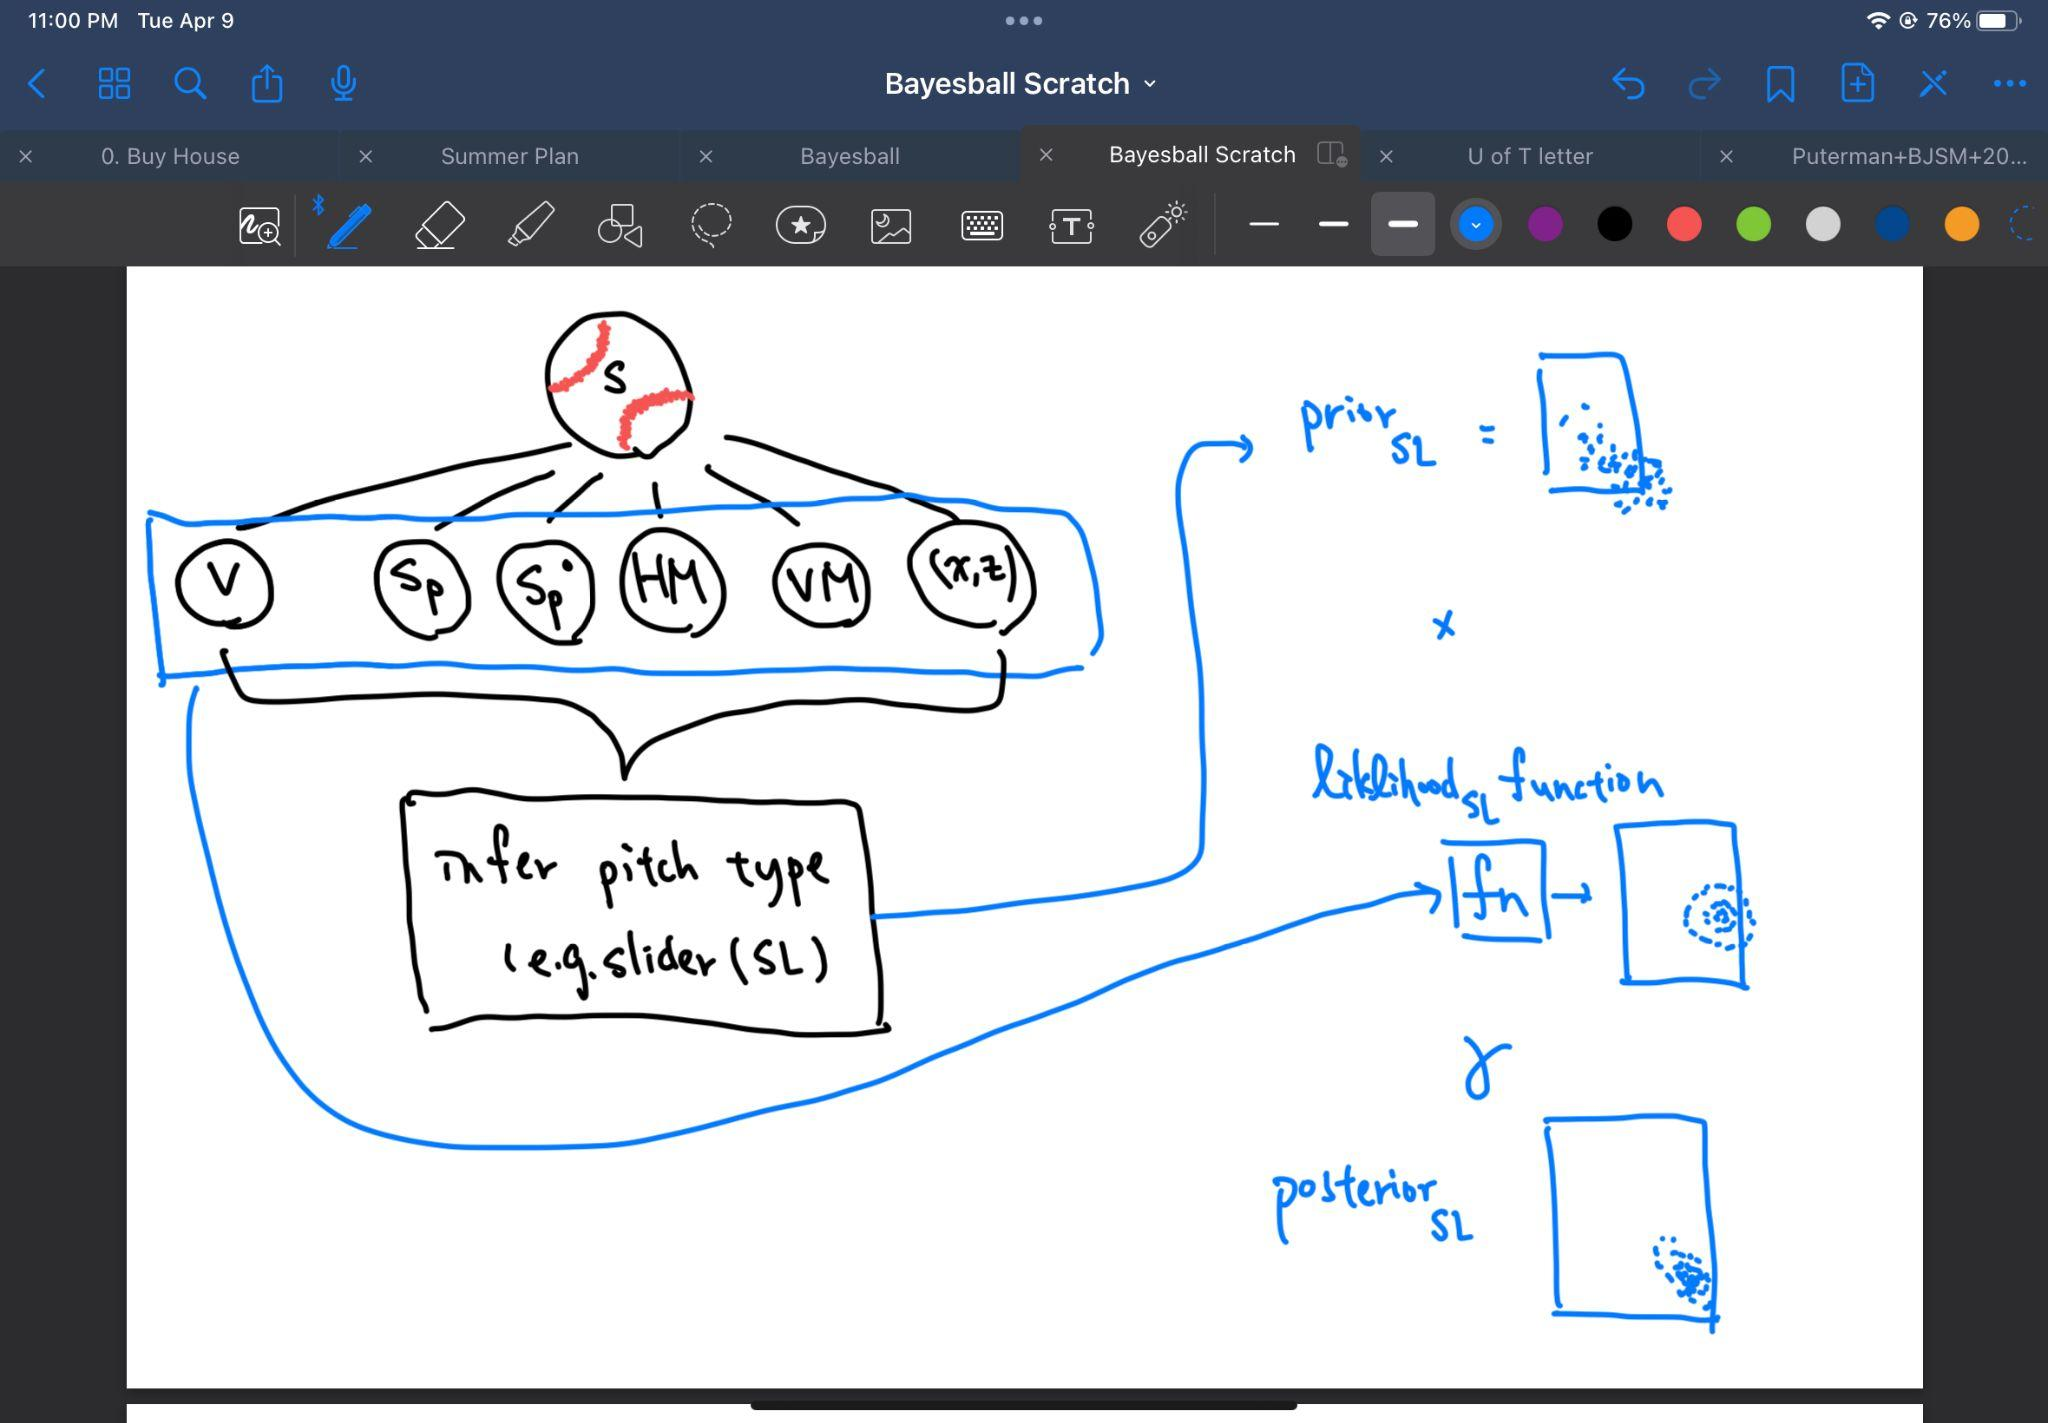 11:00 PM Tue Apr 9
76%
Bayesball Scratch
0. Buy House
Summer Plan
Bayesball
Bayesball Scratch
U of T letter
Puterman+BJSM+20...
T
S
V
Sp
Sp°
HM
VM
(x,z)
infer pitch type
(e.g. slider (SL)
prior SL =
x
liklihood SL function
fn
γ
posterior SL